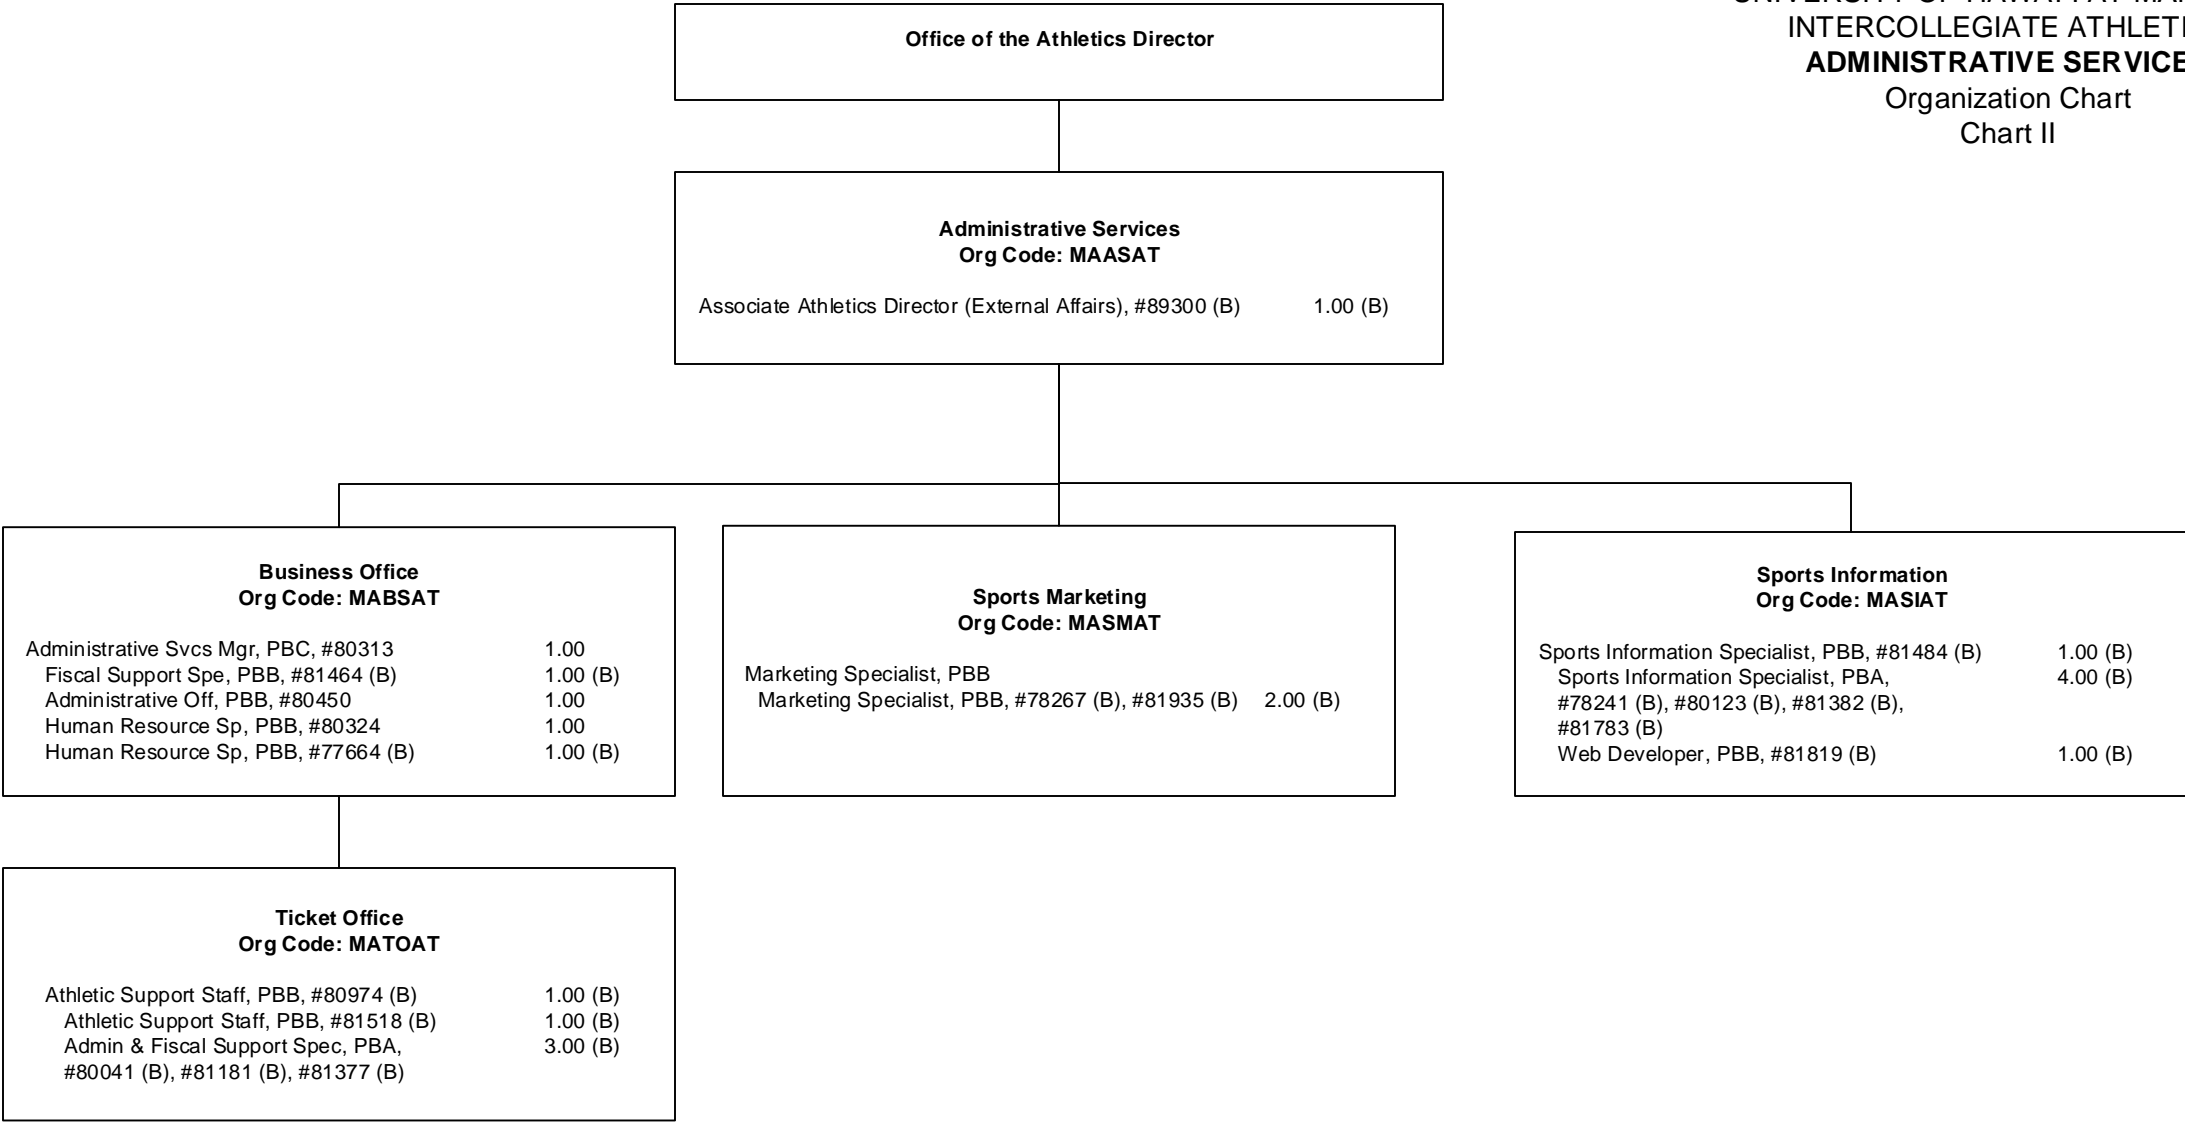 Office of the Athletics Director
INTERCOLLEGIATE
ADMINISTRATIVE
Organization Chart
Chart II
Administrative Services
Org Code: MAASAT
Associate Athletics Director (External Affairs), #89300 (B) 1.00 (B)
Business Office
Org Code: MABSAT
Administrative Svcs Mgr, PBC, #80313 1.00
Fiscal Support Spe, PBB, #81464 (B) 1.00 (B)
Administrative Off, PBB, #80450 1.00
Human Resource Sp, PBB, #80324 1.00
Human Resource Sp, PBB, #77664 (B) 1.00 (B)
Sports Marketing
Org Code: MASMAT
Marketing Specialist, PBB
Marketing Specialist, PBB, #78267 (B), #81935 (B) 2.00 (B)
Sports Information
Org Code: MASIAT
Sports Information Specialist, PBB, #81484 (B) 1.00 (B)
Sports Information Specialist, PBA, 4.00 (B)
#78241 (B), #80123 (B), #81382 (B),
#81783 (B)
Web Developer, PBB, #81819 (B) 1.00 (B)
Ticket Office
Org Code: MATOAT
Athletic Support Staff, PBB, #80974 (B) 1.00 (B)
Athletic Support Staff, PBB, #81518 (B) 1.00 (B)
Admin & Fiscal Support Spec, PBA, 3.00 (B)
#80041 (B), #81181 (B), #81377 (B)